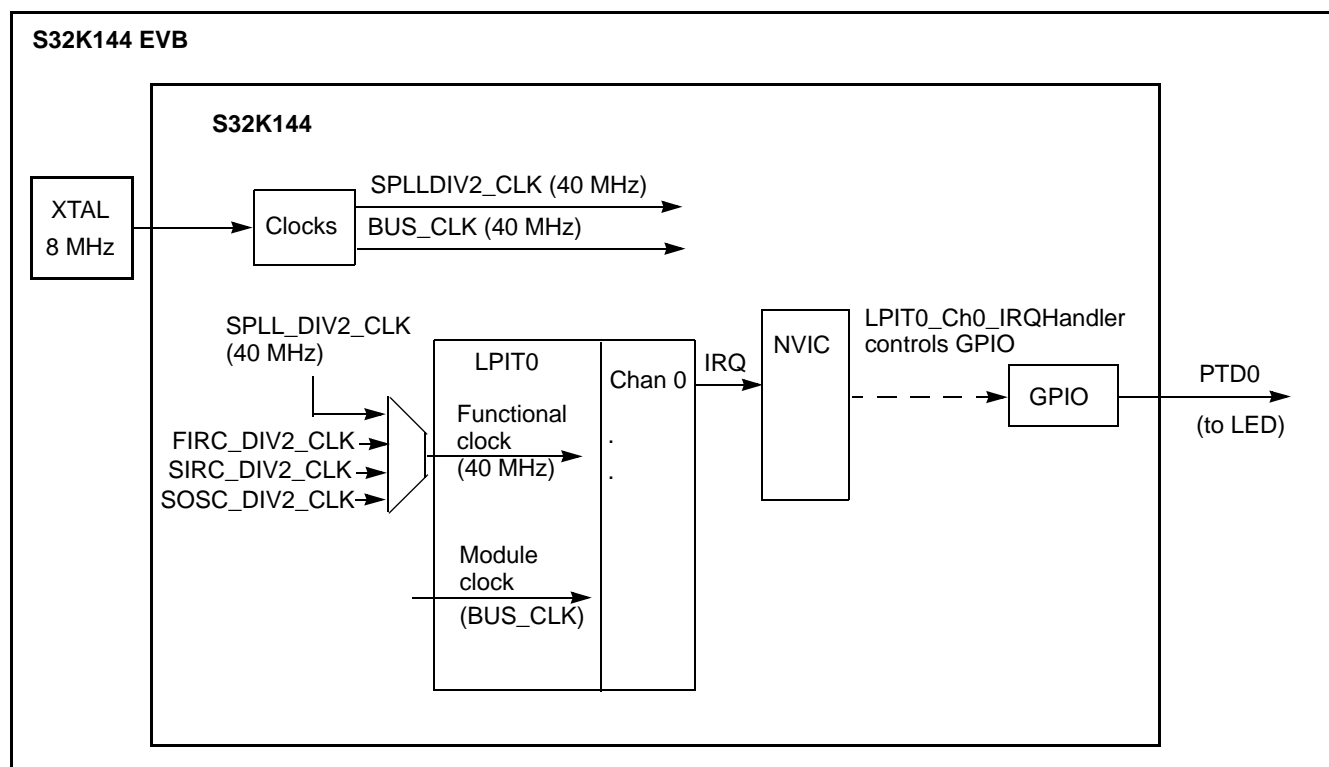 S32K144 EVB
S32K144
XTAL
8 MHz
Clocks
SPLLDIV2_CLK (40 MHz)
BUS_CLK (40 MHz)
SPLL_DIV2_CLK
(40 MHz)
FIRC_DIV2_CLK
SIRC_DIV2_CLK
SOSC_DIV2_CLK
LPIT0
Functional
clock
(40 MHz)
Module
clock
(BUS_CLK)
Chan 0
.
.
IRQ
NVIC
LPIT0_Ch0_IRQHandler
controls GPIO
GPIO
PTD0
(to LED)